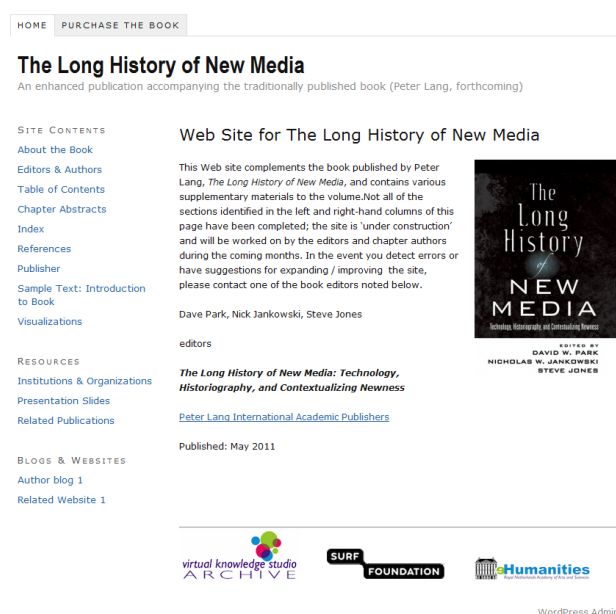 HOME PURCHASE THE BOOK
The Long History of New Media
An enhanced publication accompanying the traditionally published book (Peter Lang, forthcoming)
SITE CONTENTS
About the Book
Editors & Authors
Table of Contents
Chapter Abstracts
Index
References
Publisher
Sample Text: Introduction
to Book
Visualizations
RESOURCES
Institutions & Organizations
Presentation Slides
Related Publications
BLOGS & WEBSITES
Author blog 1
Related Website 1
Web Site for The Long History of New Media
This Web site complements the book published by Peter
Lang, The Long History of New Media, and contains various
supplementary materials to the volume.Not all of the
sections identified in the left and right-hand columns of this
page have been completed; the site is ‘under construction’
and will be worked on by the editors and chapter authors
during the coming months. In the event you detect errors or
have suggestions for expanding / improving the site,
please contact one of the book editors noted below.
Dave Park, Nick Jankowski, Steve Jones
editors
The Long History of New Media: Technology,
Historiography, and Contextualizing Newness
Peter Lang International Academic Publishers
Published: May 2011
The
Long
History
of
NEW
MEDIA
Technology, Historiography, and Contextualizing Newness
EDITED BY
DAVID W. PARK
NICHOLAS W. JANKOWSKI
STEVE JONES
virtual knowledge studio
ARCHIVE
SURF
FOUNDATION
eHumanities
Royal Netherlands Academy of Arts and Sciences
WordPress Admin